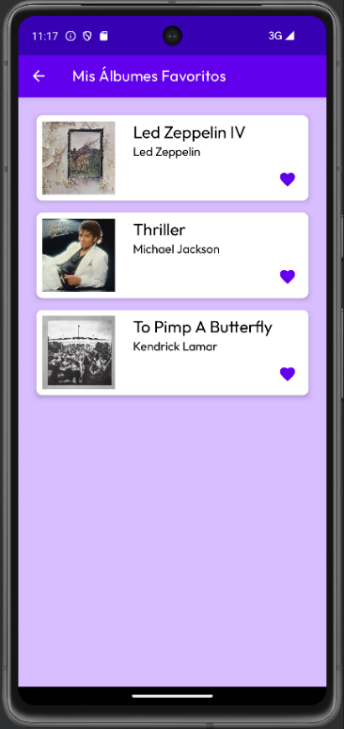 11:17
3G
Mis Álbumes Favoritos
Led Zeppelin IV
Led Zeppelin
Thriller
Michael Jackson
To Pimp A Butterfly
Kendrick Lamar